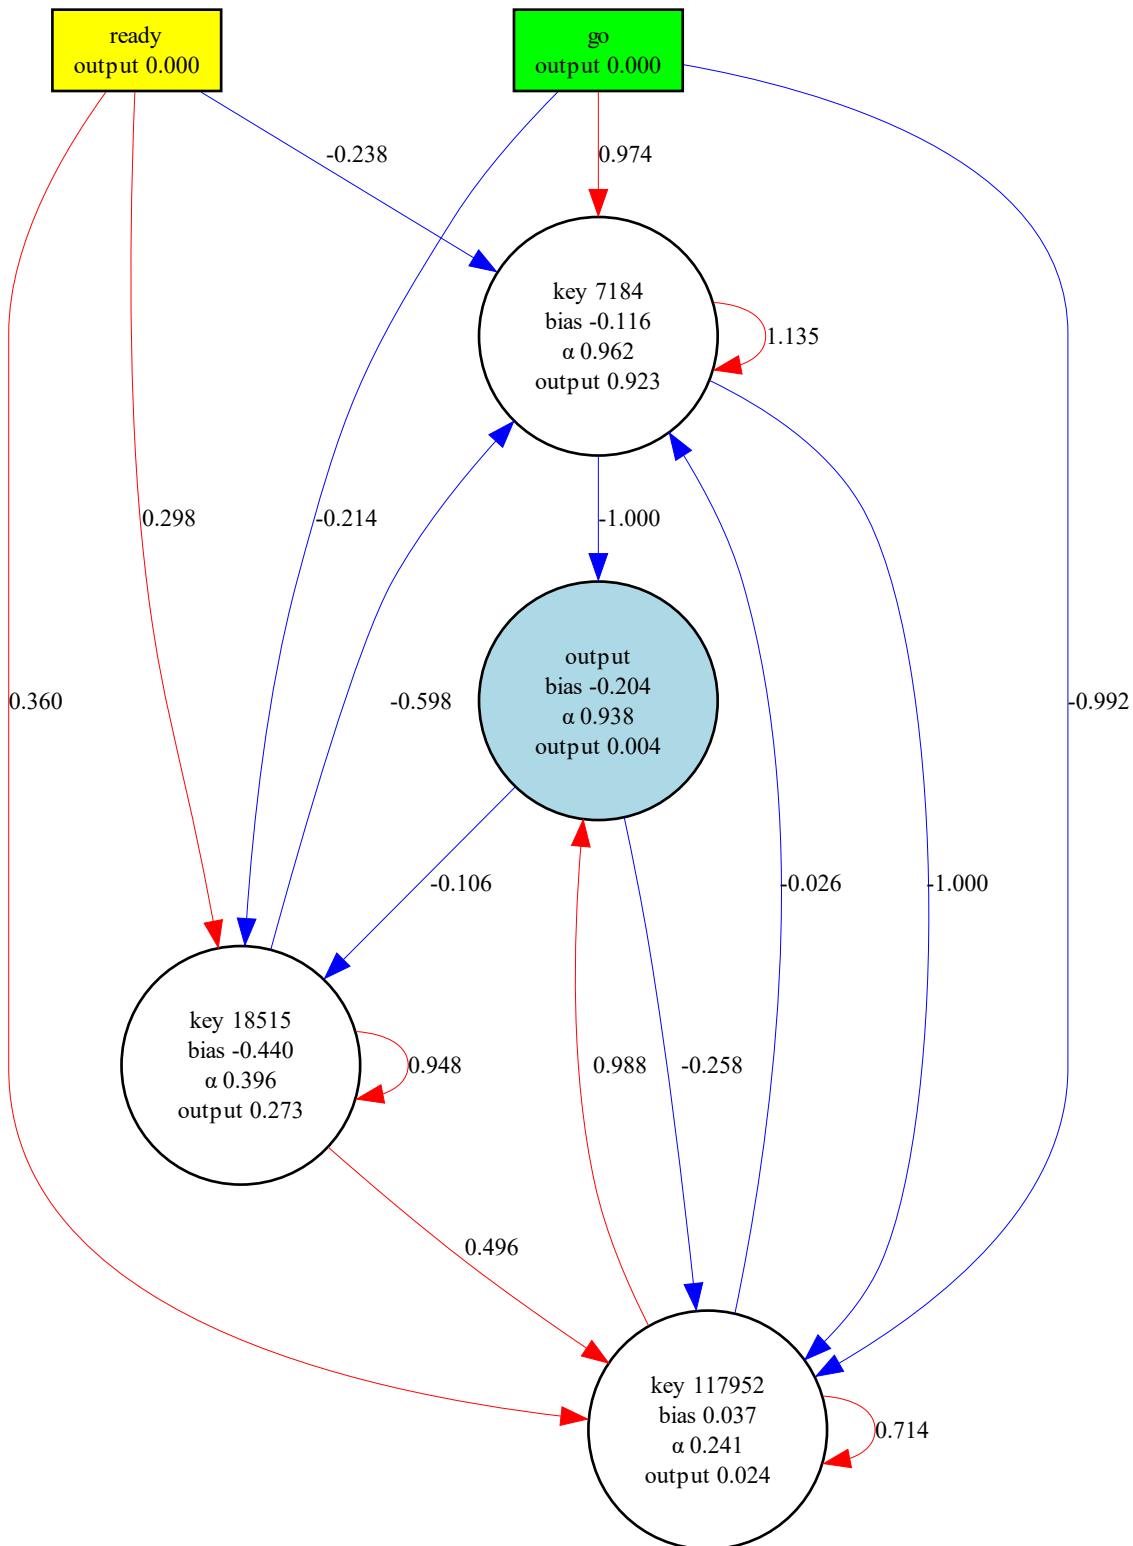 ready
output 0.000
go
output 0.000
-0.238
0.974
key 7184
bias -0.116
α 0.962
output 0.923
1.135
0.298
-0.214
-1.000
output
bias -0.204
α 0.938
output 0.004
0.360
-0.598
-0.992
-0.106
-0.026
-1.000
key 18515
bias -0.440
α 0.396
output 0.273
0.948
0.988
-0.258
0.496
key 117952
bias 0.037
α 0.241
output 0.024
0.714